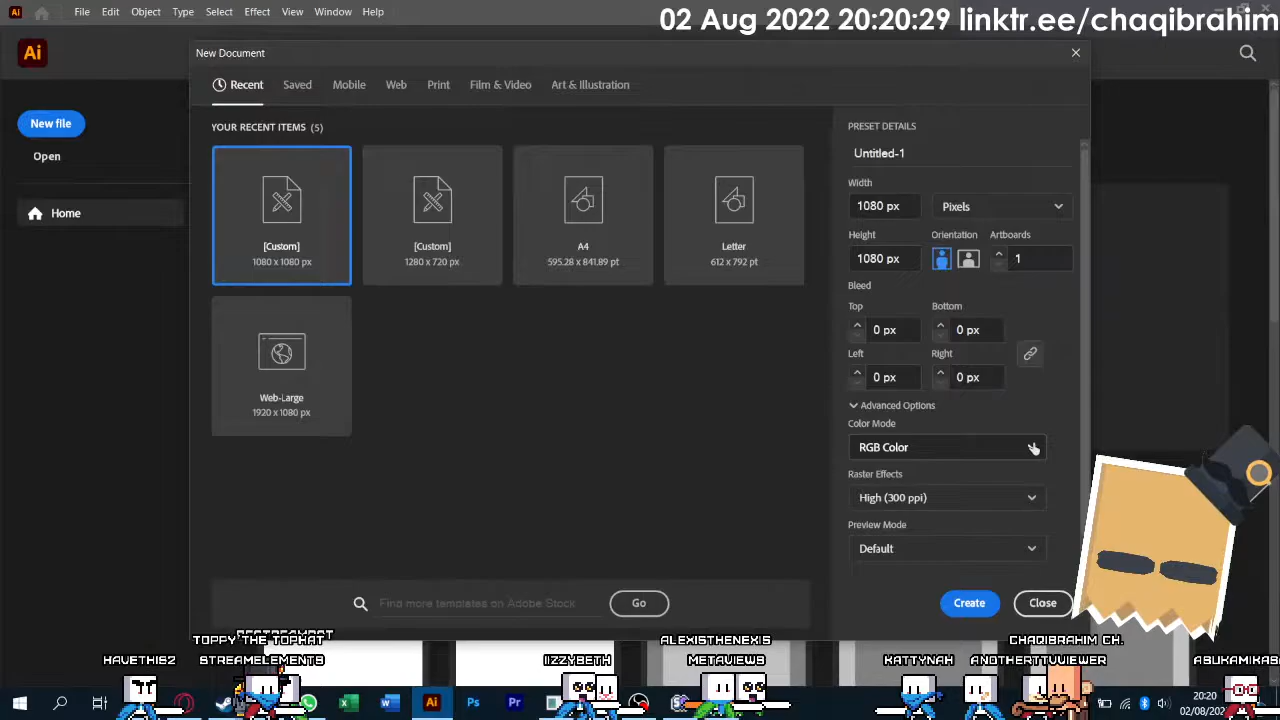 Ai File Edit Object Type Select Effect View Window Help
02 Aug 2022 20:20:29 linktr.ee/chaqibrahim
Ai
New Document
Recent Saved Mobile Web Print Film & Video Art & Illustration
New file
Open
Home
YOUR RECENT ITEMS (5)
[Custom]
1080 x 1080 px
[Custom]
1280 x 720 px
A4
595.28 x 841.89 pt
Letter
612 x 792 pt
Web-Large
1920 x 1080 px
PRESET DETAILS
Untitled-1
Width
1080 px Pixels
Height Orientation Artboards
1080 px 1
Bleed
Top Bottom
0 px 0 px
Left Right
0 px 0 px
Advanced Options
Color Mode
RGB Color
Raster Effects
High (300 ppi)
Preview Mode
Default
Find more templates on Adobe Stock Go
Create Close
TOPPY THE TOPHAT ALEXISTHENEXIS CHAQIBRAHIM CH.
HAVETHIS2 STREAMELEMENTS IIZZYBETH METAVIEWS KATTYNAH ANOTHERTTVVIEWER ABUKAMIKAS
Ai Ps Pr
20:20